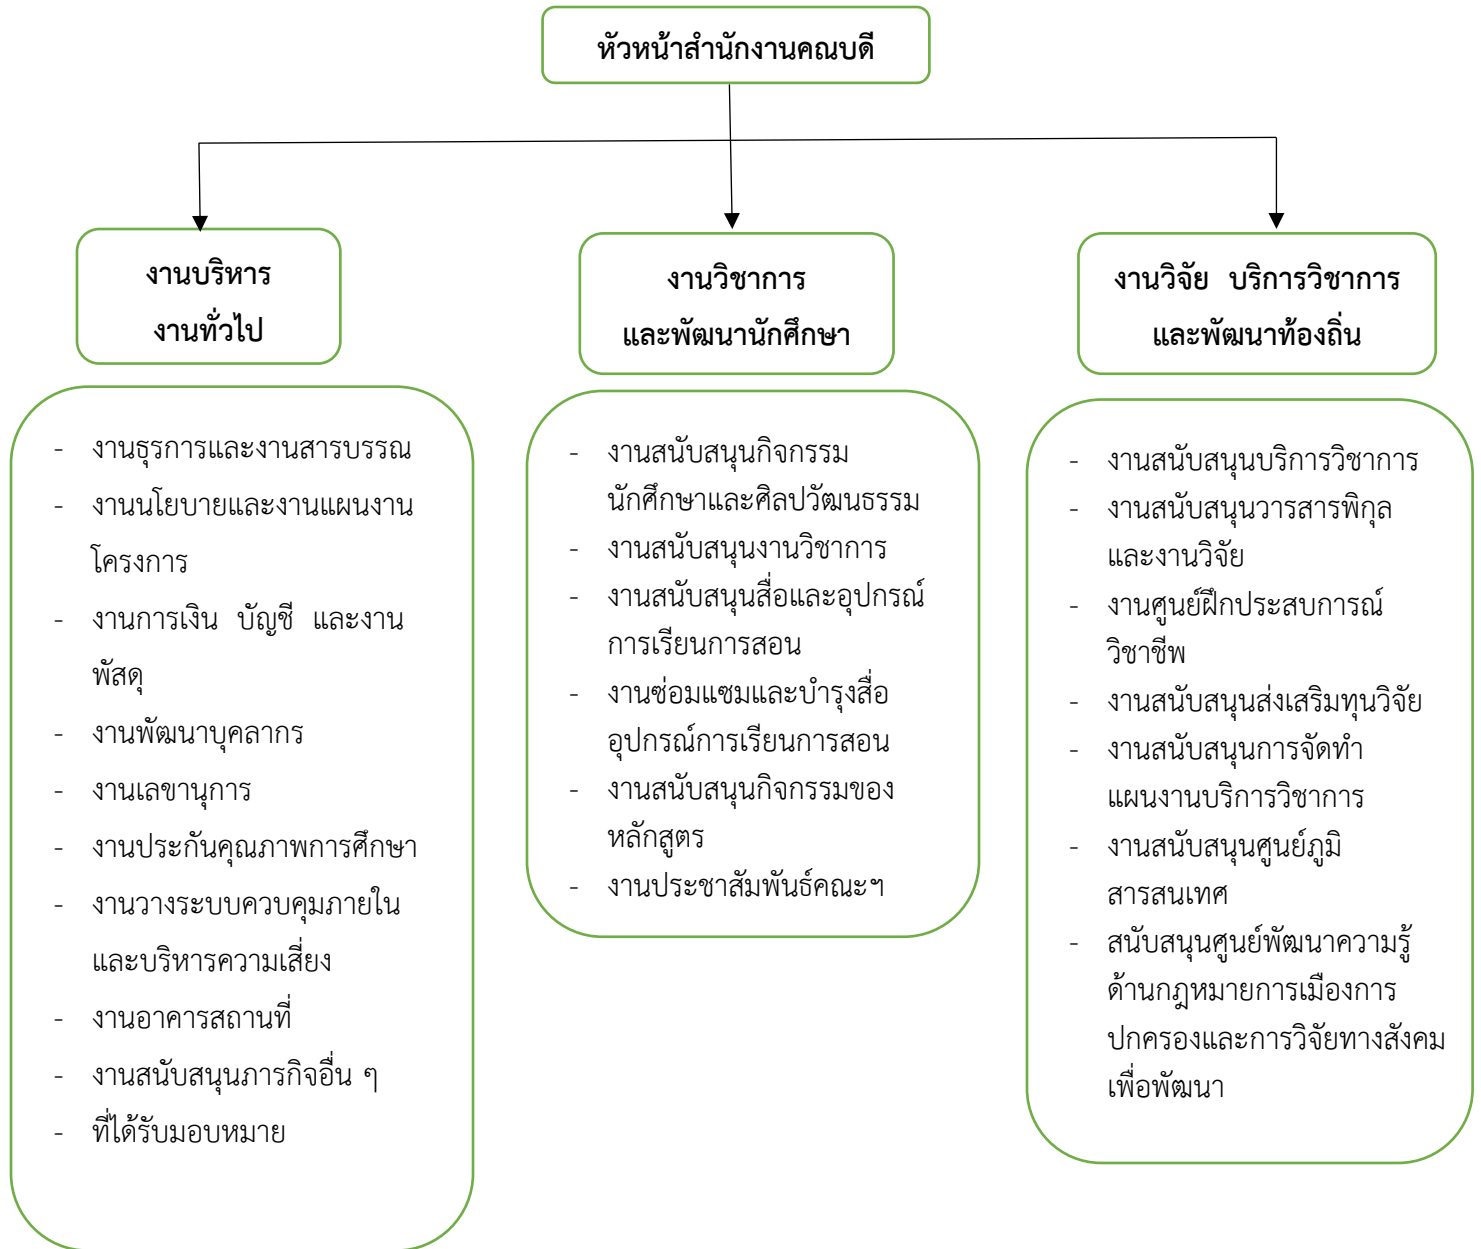 หัวหน้าสำนักงานคณบดี
งานบริหาร
งานทั่วไป
- งานธุรการและงานสารบรรณ
- งานนโยบายและงานแผนงาน
โครงการ
- งานการเงิน บัญชี และงาน
พัสดุ
- งานพัฒนาบุคลากร
- งานเลขานุการ
- งานประกันคุณภาพการศึกษา
- งานวางระบบควบคุมภายใน
และบริหารความเสี่ยง
- งานอาคารสถานที่
- งานสนับสนุนภารกิจอื่น ๆ
- ที่ได้รับมอบหมาย
งานวิชาการ
และพัฒนานักศึกษา
- งานสนับสนุนกิจกรรม
นักศึกษาและศิลปวัฒนธรรม
- งานสนับสนุนงานวิชาการ
- งานสนับสนุนสื่อและอุปกรณ์
การเรียนการสอน
- งานซ่อมแซมและบำรุงสื่อ
อุปกรณ์การเรียนการสอน
- งานสนับสนุนกิจกรรมของ
หลักสูตร
- งานประชาสัมพันธ์คณะฯ
งานวิจัย บริการวิชาการ
และพัฒนาท้องถิ่น
- งานสนับสนุนบริการวิชาการ
- งานสนับสนุนวารสารพิกุล
และงานวิจัย
- งานศูนย์ฝึกประสบการณ์
วิชาชีพ
- งานสนับสนุนส่งเสริมทุนวิจัย
- งานสนับสนุนการจัดทำ
แผนงานบริการวิชาการ
- งานสนับสนุนศูนย์ภูมิ
สารสนเทศ
- สนับสนุนศูนย์พัฒนาความรู้
ด้านกฎหมายการเมืองการ
ปกครองและการวิจัยทางสังคม
เพื่อพัฒนา